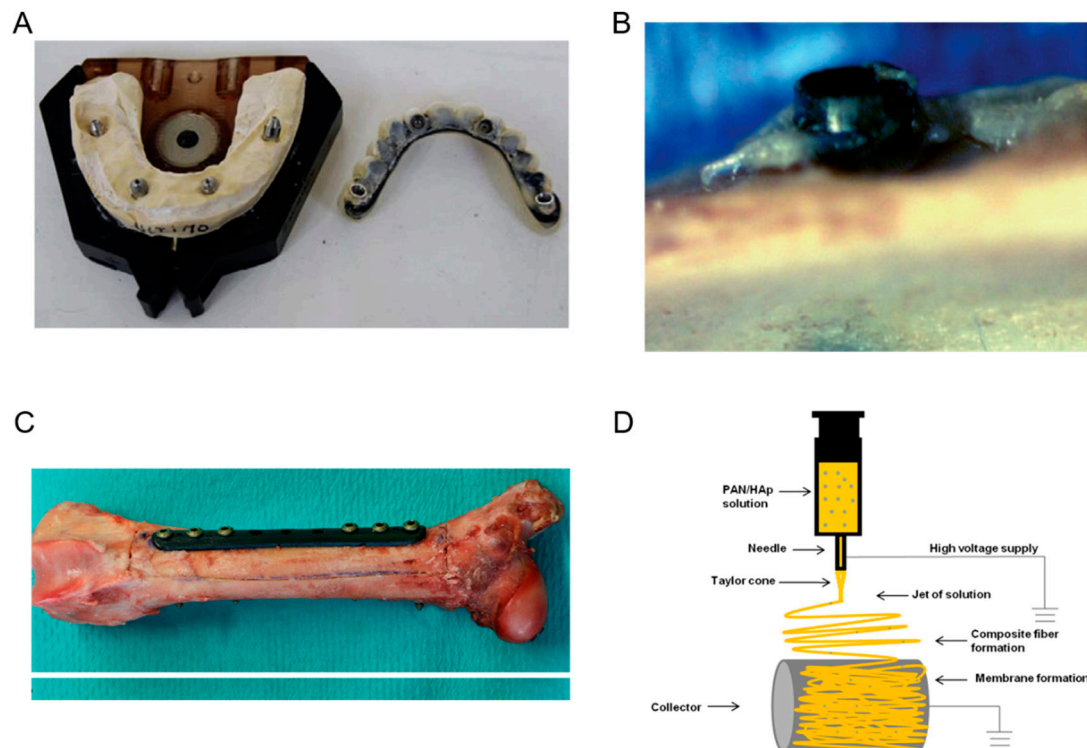 A
B
C
D
PAN/HAp
solution
Needle
High voltage supply
Taylor cone
Jet of solution
Composite fiber
formation
Membrane formation
Collector